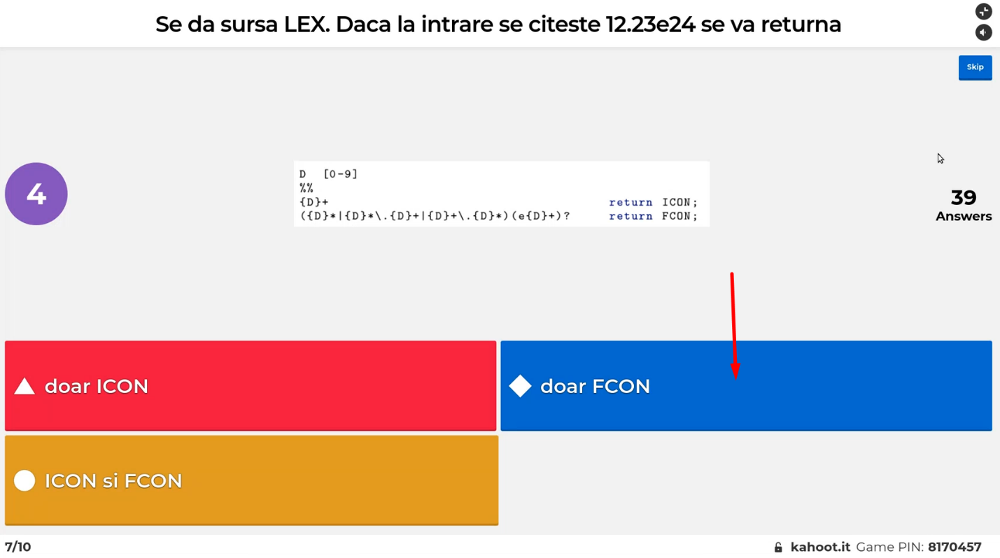 Se da sursa LEX. Daca la intrare se citeste 12.23e24 se va returna
Skip
4
D [0-9]
%%
{D}+ return ICON;
({D}*|{D}*\.{D}+|{D}+\.{D}*)(e{D}+)? return FCON;
39
Answers
doar ICON
doar FCON
ICON si FCON
7/10
kahoot.it Game PIN: 8170457